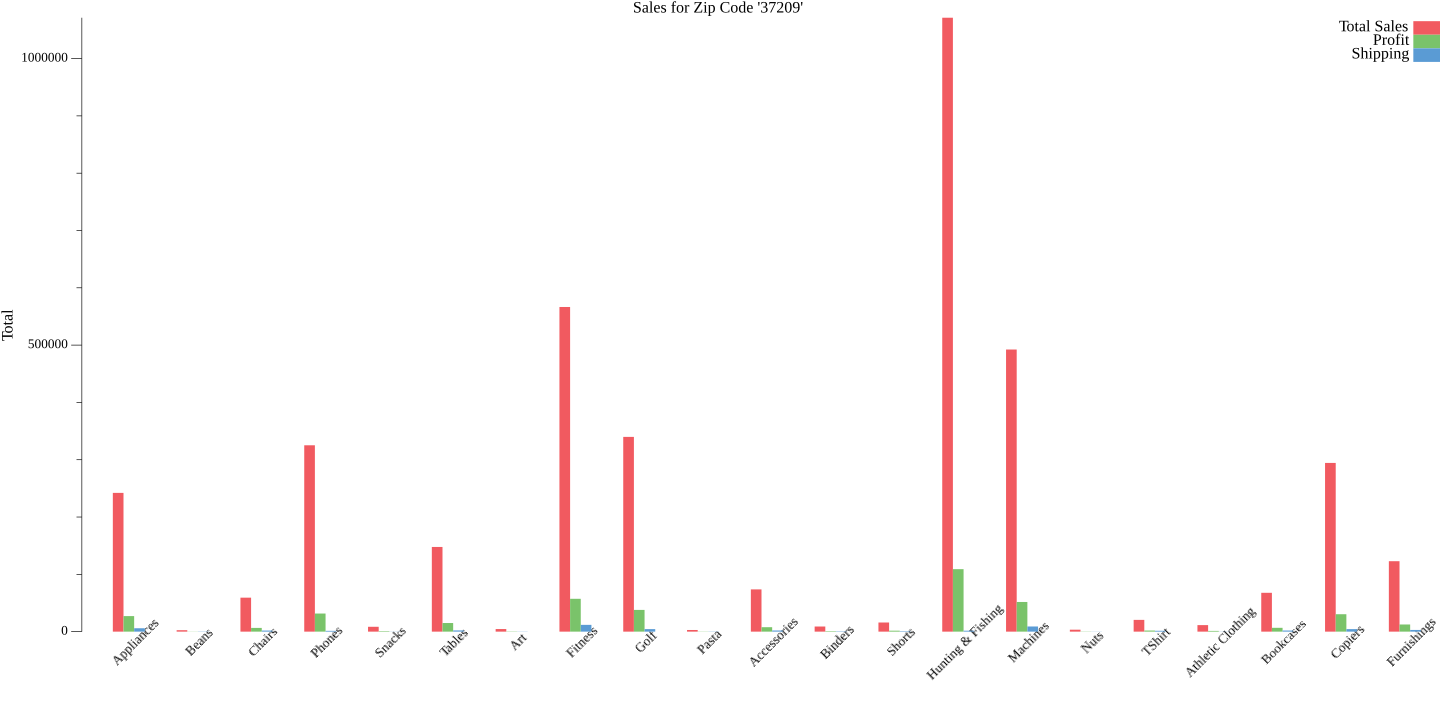 Sales for Zip Code '37209'
Total Sales
Profit
Shipping
1000000
500000
0
Total
Appliances
Beans
Chairs
Phones
Snacks
Tables
Art
Fitness
Golf
Pasta
Accessories
Binders
Shorts
Hunting & Fishing
Machines
Nuts
TShirt
Athletic Clothing
Bookcases
Copiers
Furnishings